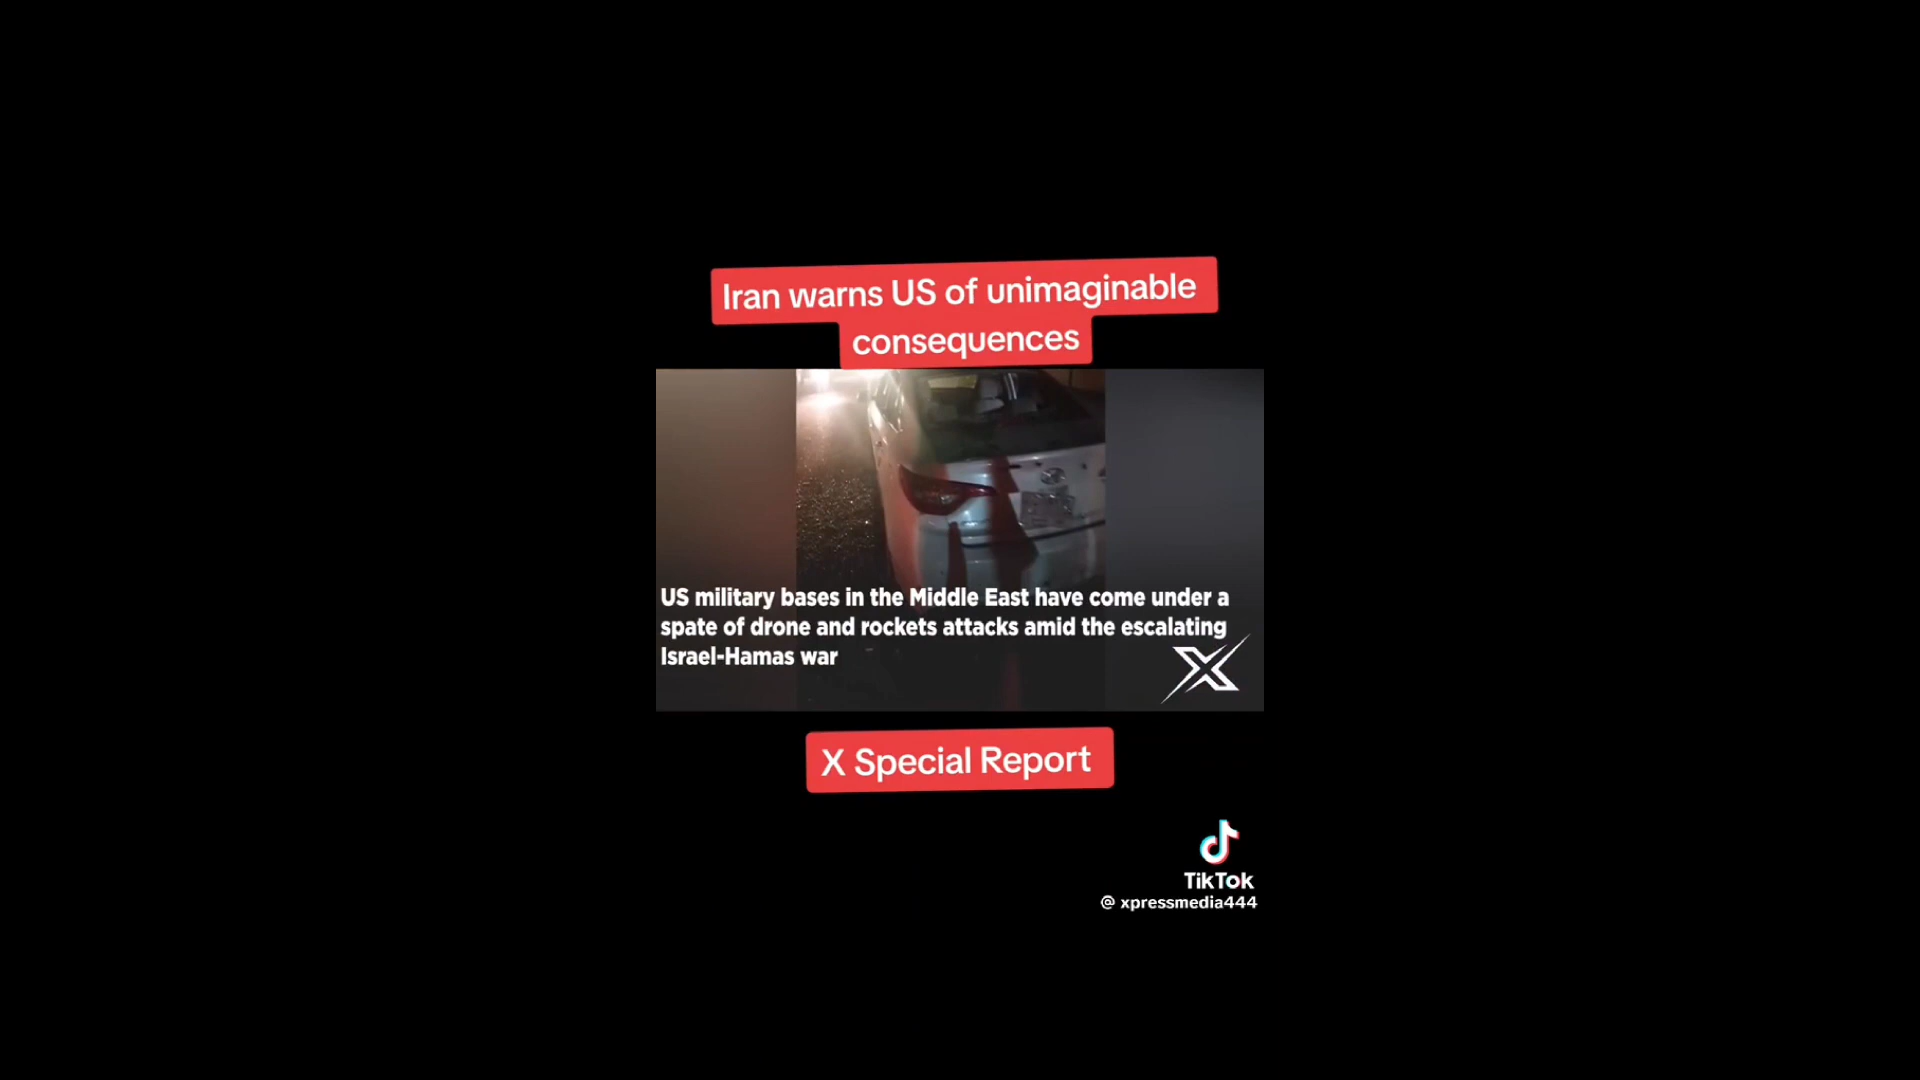 Iran warns US of unimaginable
consequences
US military bases in the Middle East have come under a
spate of drone and rockets attacks amid the escalating
Israel-Hamas war
X
X Special Report
TikTok
@ xpressmedia444